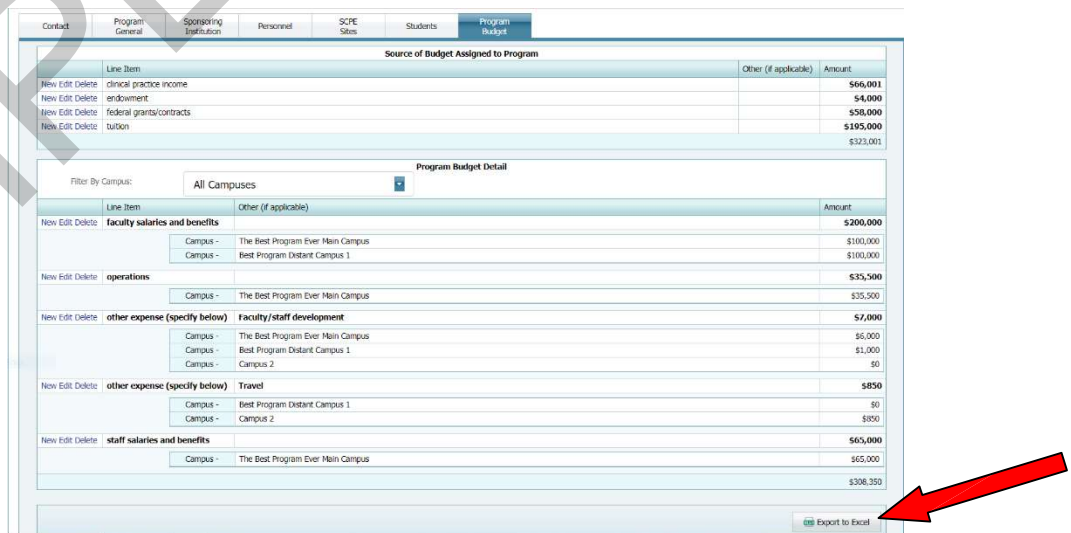 Contact Program General Sponsoring Institution Personnel SCPE Sites Students Program Budget
Source of Budget Assigned to Program
Line Item Other (if applicable) Amount
New Edit Delete clinical practice income $66,001
New Edit Delete endowment $4,000
New Edit Delete federal grants/contracts $58,000
New Edit Delete tuition $195,000
$323,001
Program Budget Detail
Filter By Campus: All Campuses
Line Item Other (if applicable) Amount
New Edit Delete faculty salaries and benefits $200,000
Campus - The Best Program Ever Main Campus $100,000
Campus - Best Program Distant Campus 1 $100,000
New Edit Delete operations $35,500
Campus - The Best Program Ever Main Campus $35,500
New Edit Delete other expense (specify below) Faculty/staff development $7,000
Campus - The Best Program Ever Main Campus $6,000
Campus - Best Program Distant Campus 1 $1,000
Campus - Campus 2 $0
New Edit Delete other expense (specify below) Travel $850
Campus - Best Program Distant Campus 1 $0
Campus - Campus 2 $850
New Edit Delete staff salaries and benefits $65,000
Campus - The Best Program Ever Main Campus $65,000
$308,350
Export to Excel